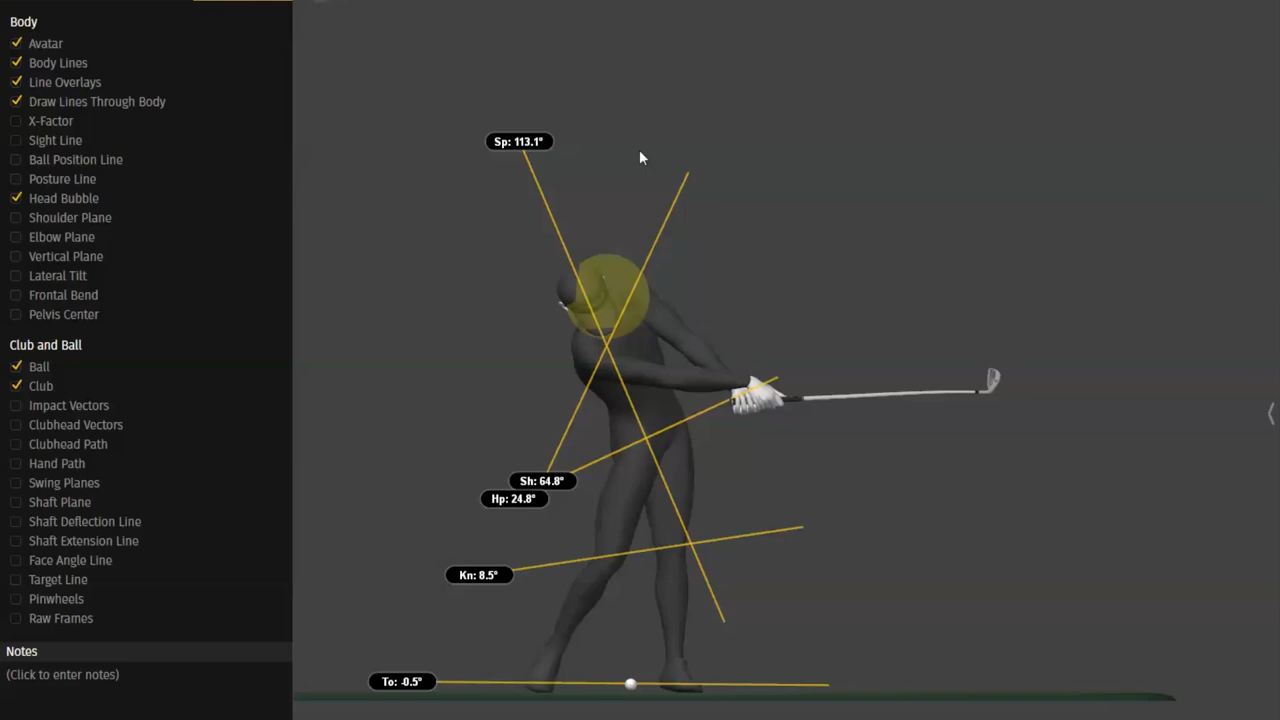 Body
Avatar
Body Lines
Line Overlays
Draw Lines Through Body
X-Factor
Sight Line
Ball Position Line
Posture Line
Head Bubble
Shoulder Plane
Elbow Plane
Vertical Plane
Lateral Tilt
Frontal Bend
Pelvis Center
Club and Ball
Ball
Club
Impact Vectors
Clubhead Vectors
Clubhead Path
Hand Path
Swing Planes
Shaft Plane
Shaft Deflection Line
Shaft Extension Line
Face Angle Line
Target Line
Pinwheels
Raw Frames
Notes
(Click to enter notes)
Sp: 113.1°
Sh: 64.8°
Hp: 24.8°
Kn: 8.5°
To: -0.5°